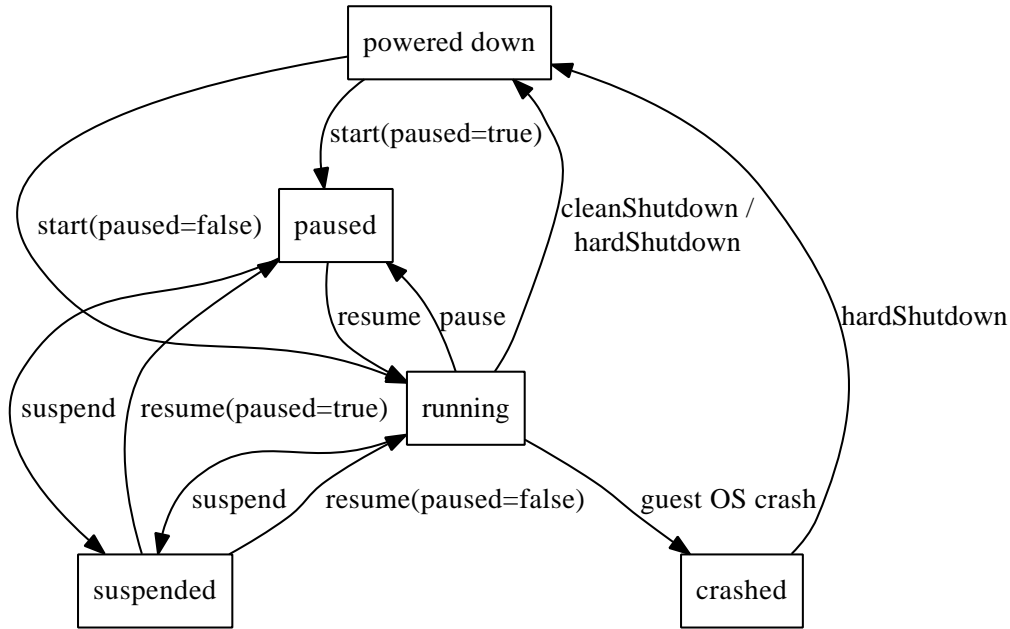 powered down
start(paused=true)
cleanShutdown /
hardShutdown
start(paused=false)
paused
resume
pause
hardShutdown
suspend
resume(paused=true)
running
suspend
resume(paused=false)
guest OS crash
suspended
crashed